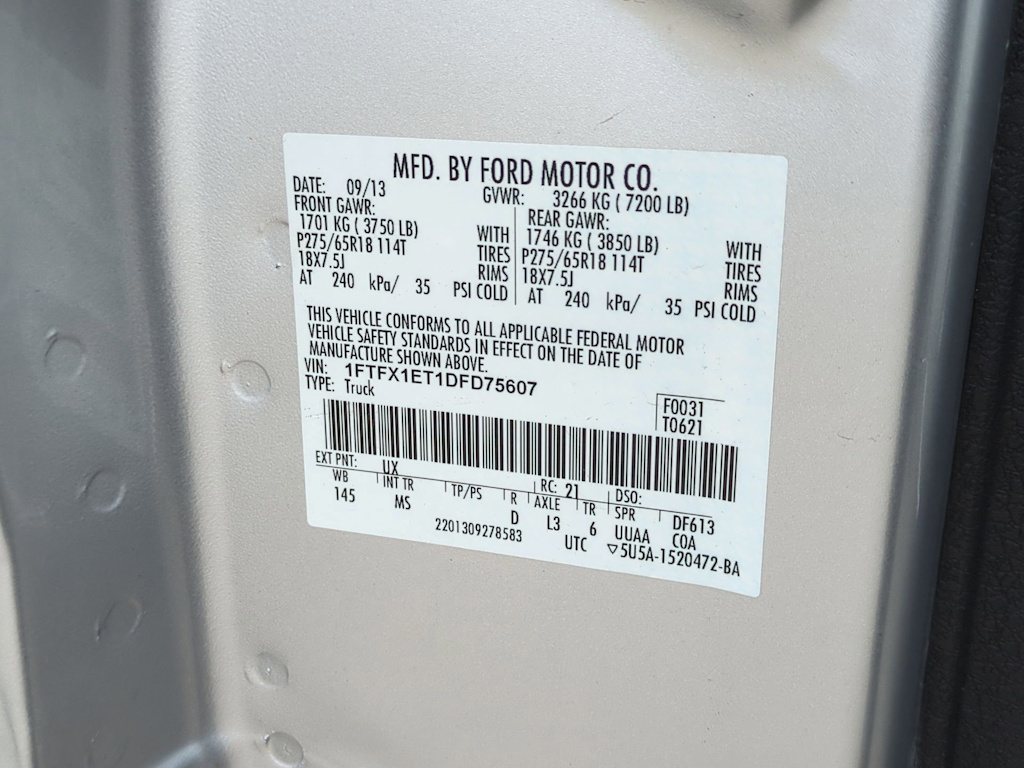 MFD. BY FORD MOTOR CO.
DATE: 09/13 GVWR: 3266 KG ( 7200 LB)
FRONT GAWR: REAR GAWR:
1701 KG ( 3750 LB) WITH 1746 KG ( 3850 LB) WITH
P275/65R18 114T TIRES P275/65R18 114T TIRES
18X7.5J RIMS 18X7.5J RIMS
AT 240 kPa/ 35 PSI COLD AT 240 kPa/ 35 PSI COLD
THIS VEHICLE CONFORMS TO ALL APPLICABLE FEDERAL MOTOR
VEHICLE SAFETY STANDARDS IN EFFECT ON THE DATE OF
MANUFACTURE SHOWN ABOVE.
VIN: 1FTFX1ET1DFD75607
TYPE: Truck
F0031
T0621
EXT PNT: UX RC: 21 DSO:
WB INT TR TP/PS R AXLE TR SPR DF613
145 MS D L3 6 UUAA COA
2201309278583 UTC ▽5U5A-1520472-BA